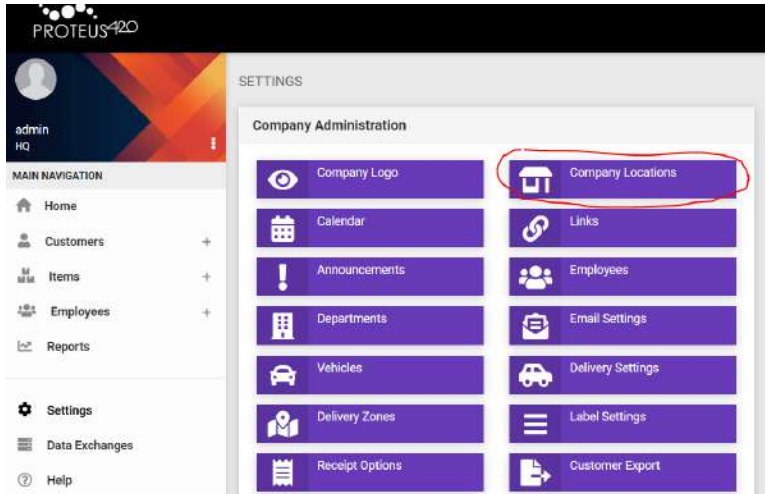 PROTEUS420
admin
HQ
MAIN NAVIGATION
Home
Customers +
Items +
Employees +
Reports
Settings
Data Exchanges
Help
SETTINGS
Company Administration
Company Logo
Company Locations
Calendar
Links
Announcements
Employees
Departments
Email Settings
Vehicles
Delivery Settings
Delivery Zones
Label Settings
Receipt Options
Customer Export